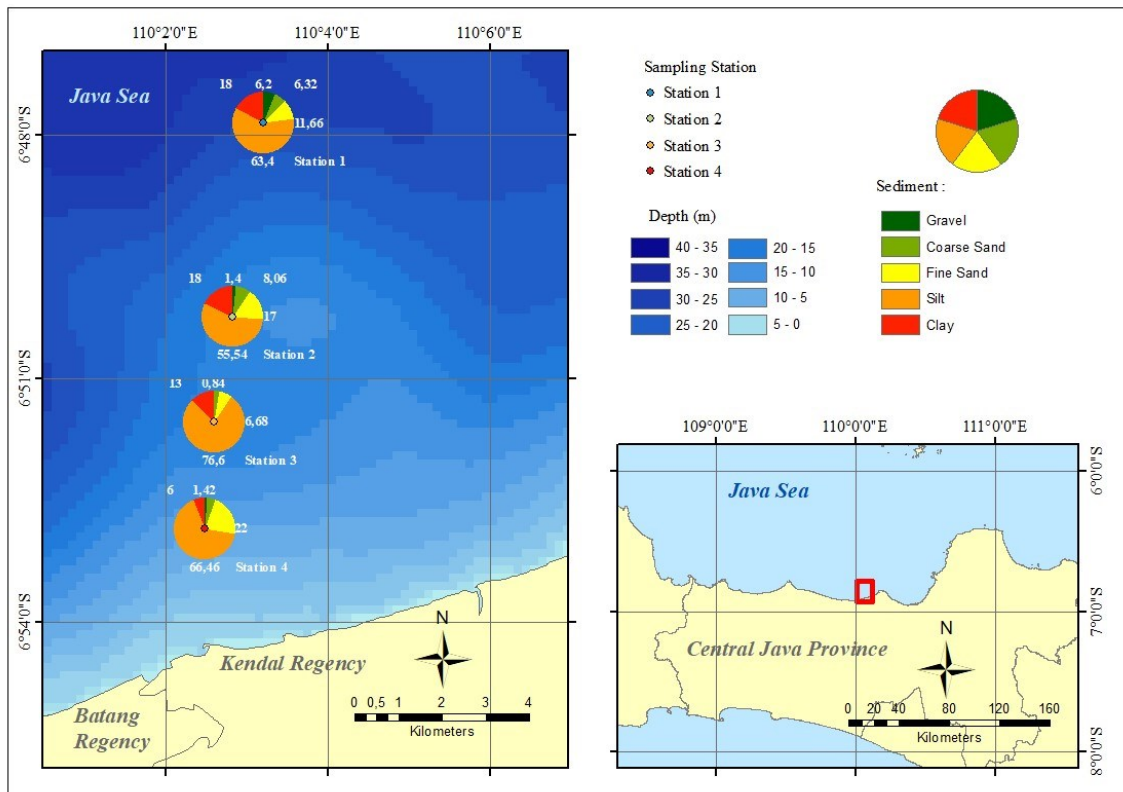 110°2'0"E 110°4'0"E 110°6'0"E
6°48'0"S
6°51'0"S
6°54'0"S
Java Sea
18 6,2 6,32
11,66
63,4 Station 1
18 1,4 8,06
17
55,54 Station 2
13 0,84
6,68
76,6 Station 3
6 1,42
22
66,46 Station 4
Kendal Regency
Batang
Regency
N
0 0,5 1 2 3 4
Kilometers
Sampling Station
Station 1
Station 2
Station 3
Station 4
Depth (m)
40 - 35
35 - 30
30 - 25
25 - 20
20 - 15
15 - 10
10 - 5
5 - 0
Sediment :
Gravel
Coarse Sand
Fine Sand
Silt
Clay
109°0'0"E 110°0'0"E 111°0'0"E
6°0'0"S
7°0'0"S
8°0'0"S
Java Sea
Central Java Province
N
0 20 40 80 120 160
Kilometers